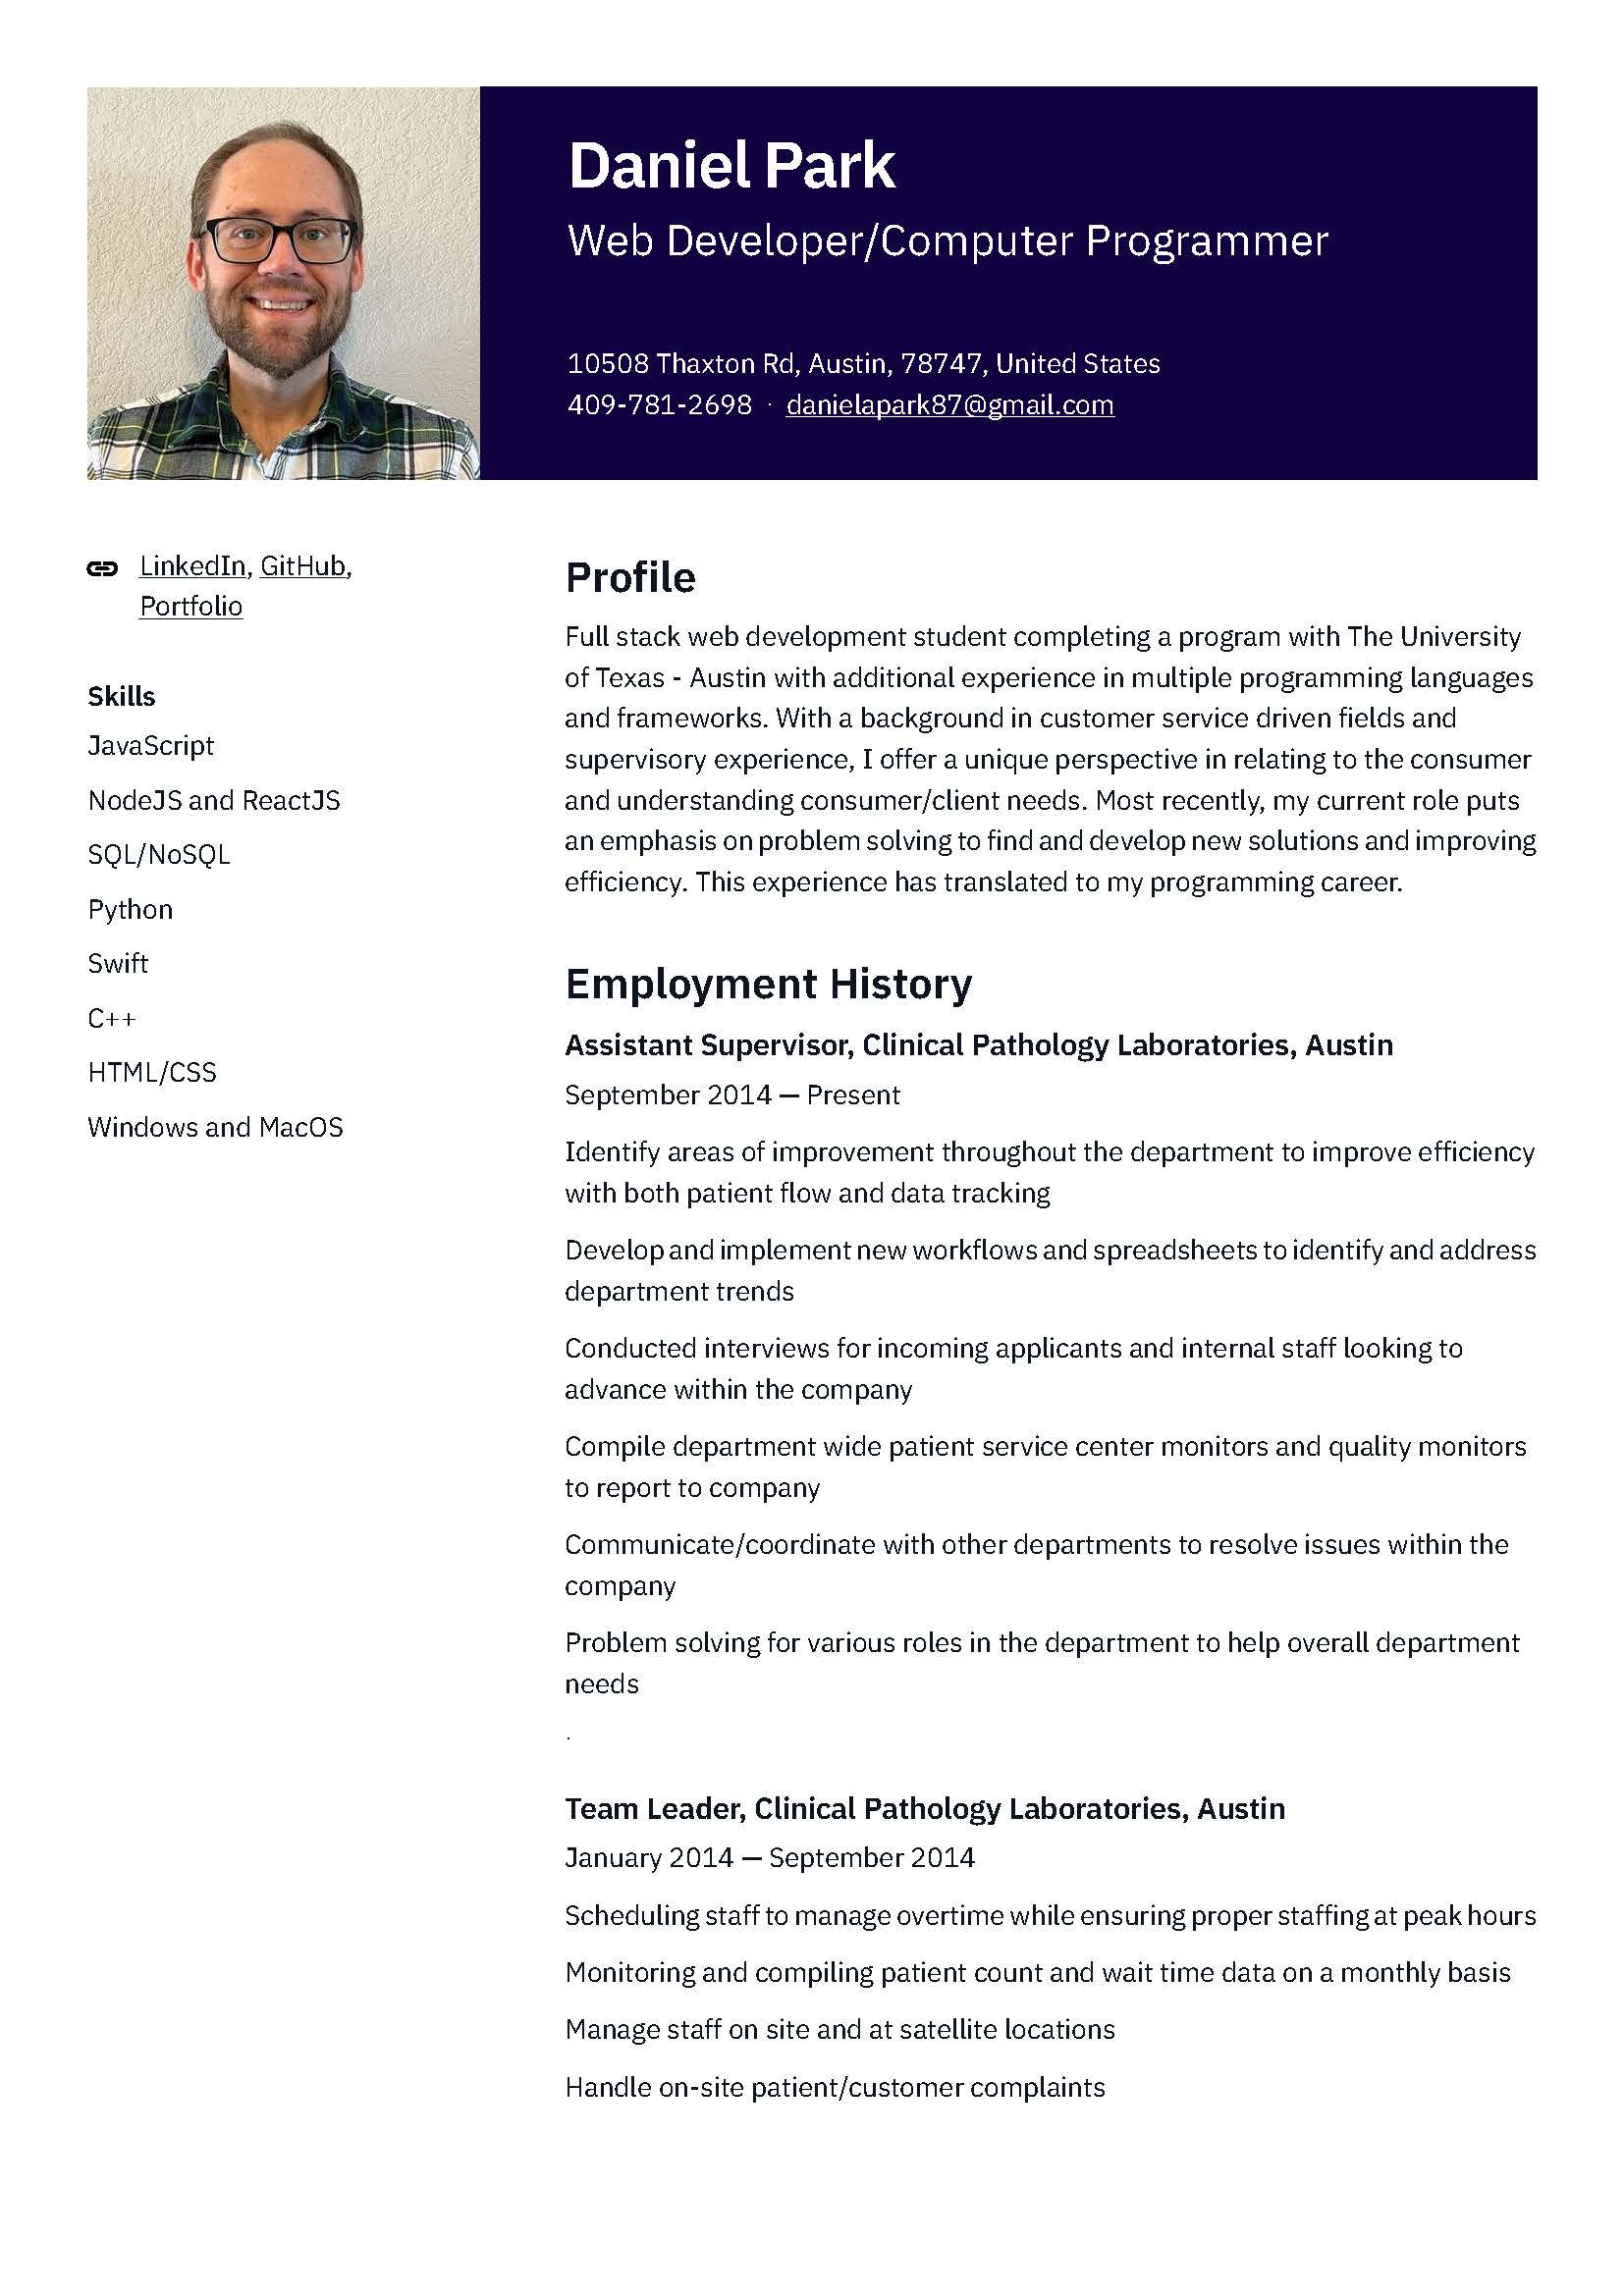 Daniel Park
Web Developer/Computer Programmer
10508 Thaxton Rd, Austin, 78747, United States
409-781-2698 · danielapark87@gmail.com
LinkedIn, GitHub,
Portfolio
Skills
JavaScript
NodeJS and ReactJS
SQL/NoSQL
Python
Swift
C++
HTML/CSS
Windows and MacOS
Profile
Full stack web development student completing a program with The University
of Texas - Austin with additional experience in multiple programming languages
and frameworks. With a background in customer service driven fields and
supervisory experience, I offer a unique perspective in relating to the consumer
and understanding consumer/client needs. Most recently, my current role puts
an emphasis on problem solving to find and develop new solutions and improving
efficiency. This experience has translated to my programming career.
Employment History
Assistant Supervisor, Clinical Pathology Laboratories, Austin
September 2014 — Present
Identify areas of improvement throughout the department to improve efficiency
with both patient flow and data tracking
Develop and implement new workflows and spreadsheets to identify and address
department trends
Conducted interviews for incoming applicants and internal staff looking to
advance within the company
Compile department wide patient service center monitors and quality monitors
to report to company
Communicate/coordinate with other departments to resolve issues within the
company
Problem solving for various roles in the department to help overall department
needs
.
Team Leader, Clinical Pathology Laboratories, Austin
January 2014 — September 2014
Scheduling staff to manage overtime while ensuring proper staffing at peak hours
Monitoring and compiling patient count and wait time data on a monthly basis
Manage staff on site and at satellite locations
Handle on-site patient/customer complaints